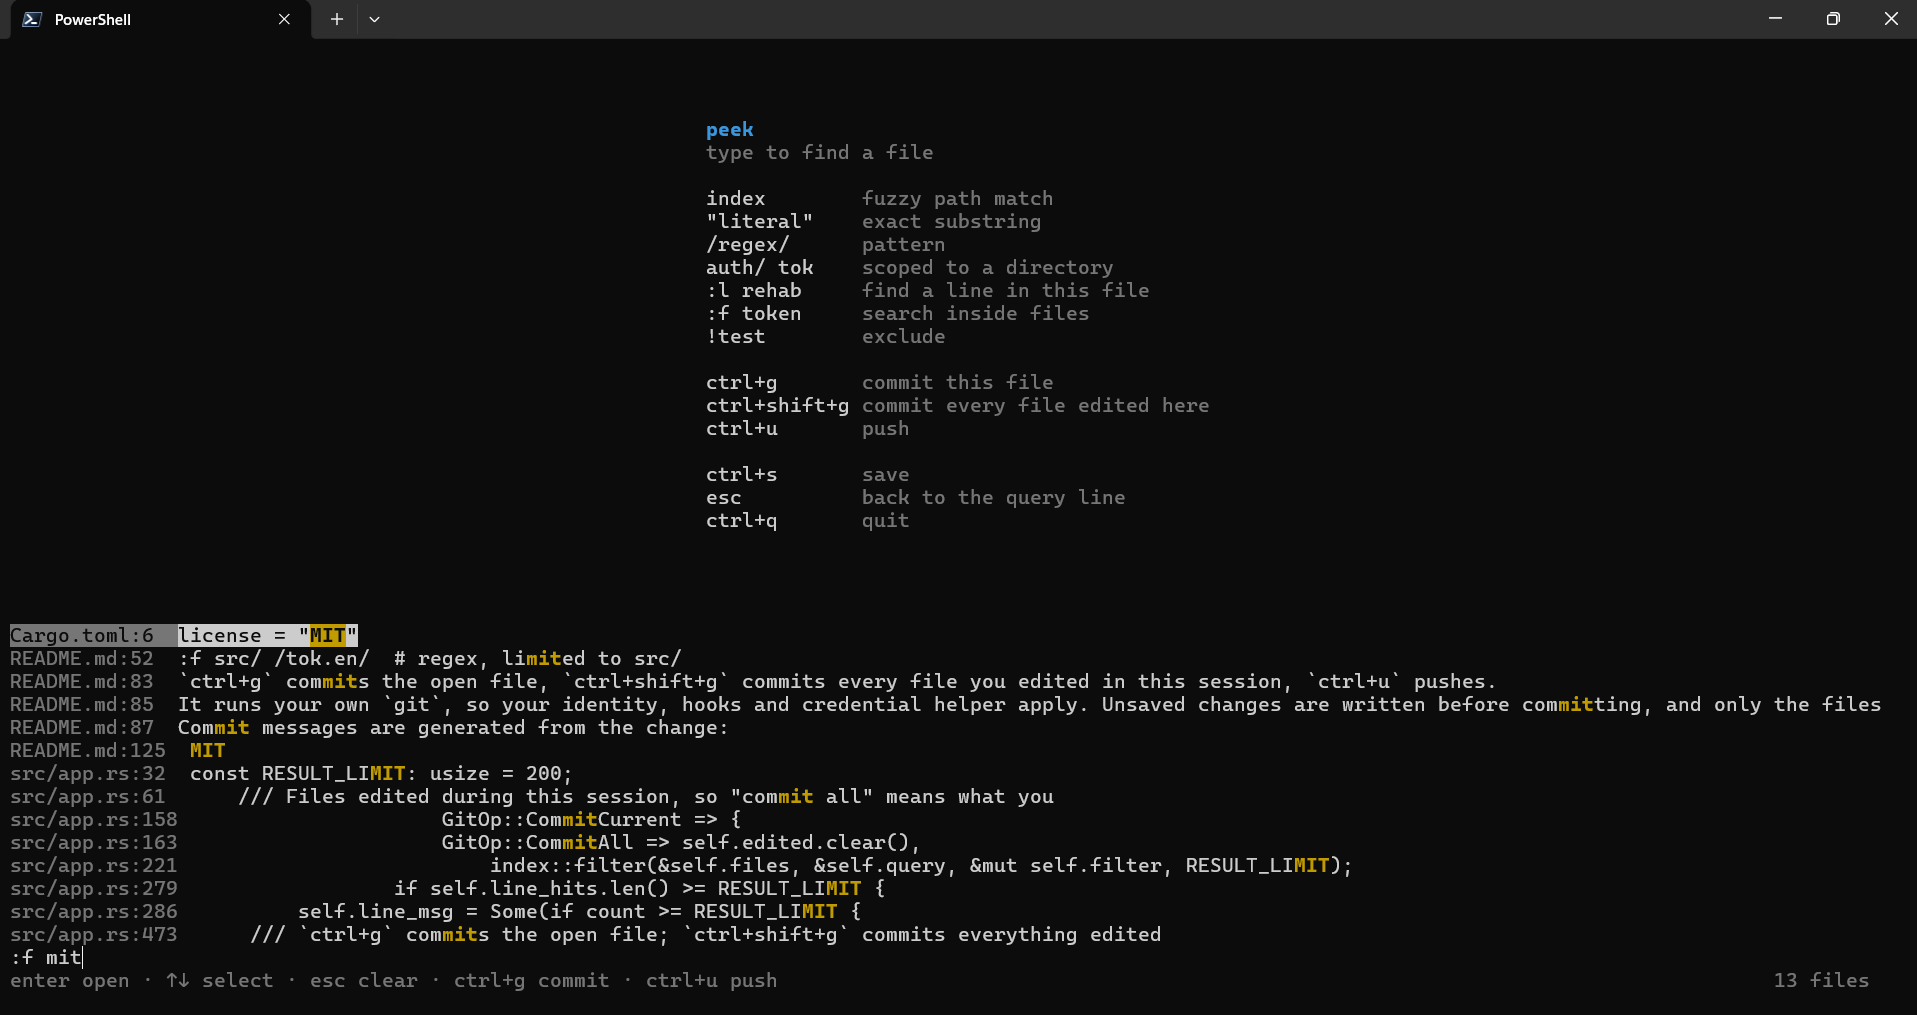 PowerShell
peek
type to find a file
index fuzzy path match
"literal" exact substring
/regex/ pattern
auth/ tok scoped to a directory
:l rehab find a line in this file
:f token search inside files
!test exclude
ctrl+g commit this file
ctrl+shift+g commit every file edited here
ctrl+u push
ctrl+s save
esc back to the query line
ctrl+q quit
Cargo.toml:6 license = "MIT"
README.md:52 :f src/ /tok.en/ # regex, limited to src/
README.md:83 `ctrl+g` commits the open file, `ctrl+shift+g` commits every file you edited in this session, `ctrl+u` pushes.
README.md:85 It runs your own `git`, so your identity, hooks and credential helper apply. Unsaved changes are written before committing, and only the files
README.md:87 Commit messages are generated from the change:
README.md:125 MIT
src/app.rs:32 const RESULT_LIMIT: usize = 200;
src/app.rs:61 /// Files edited during this session, so "commit all" means what you
src/app.rs:158 GitOp::CommitCurrent => {
src/app.rs:163 GitOp::CommitAll => self.edited.clear(),
src/app.rs:221 index::filter(&self.files, &self.query, &mut self.filter, RESULT_LIMIT);
src/app.rs:279 if self.line_hits.len() >= RESULT_LIMIT {
src/app.rs:286 self.line_msg = Some(if count >= RESULT_LIMIT {
src/app.rs:473 /// `ctrl+g` commits the open file; `ctrl+shift+g` commits everything edited
:f mit
enter open · ↑↓ select · esc clear · ctrl+g commit · ctrl+u push 13 files